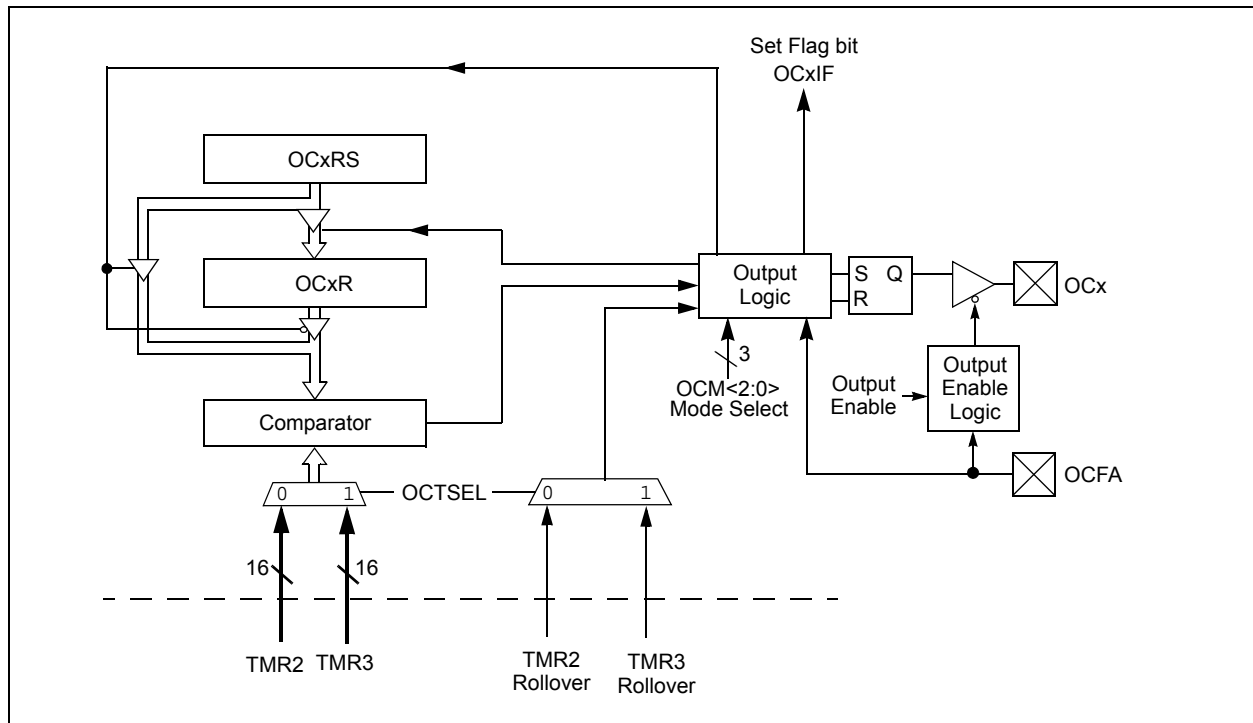 Set Flag bit
OCxIF
OCxRS
OCxR
Output
Logic
S Q
R
OCx
3
OCM<2:0>
Mode Select
Output
Enable
Output
Enable
Logic
Comparator
0 1
OCTSEL
0 1
OCFA
16
16
TMR2
TMR3
TMR2
Rollover
TMR3
Rollover